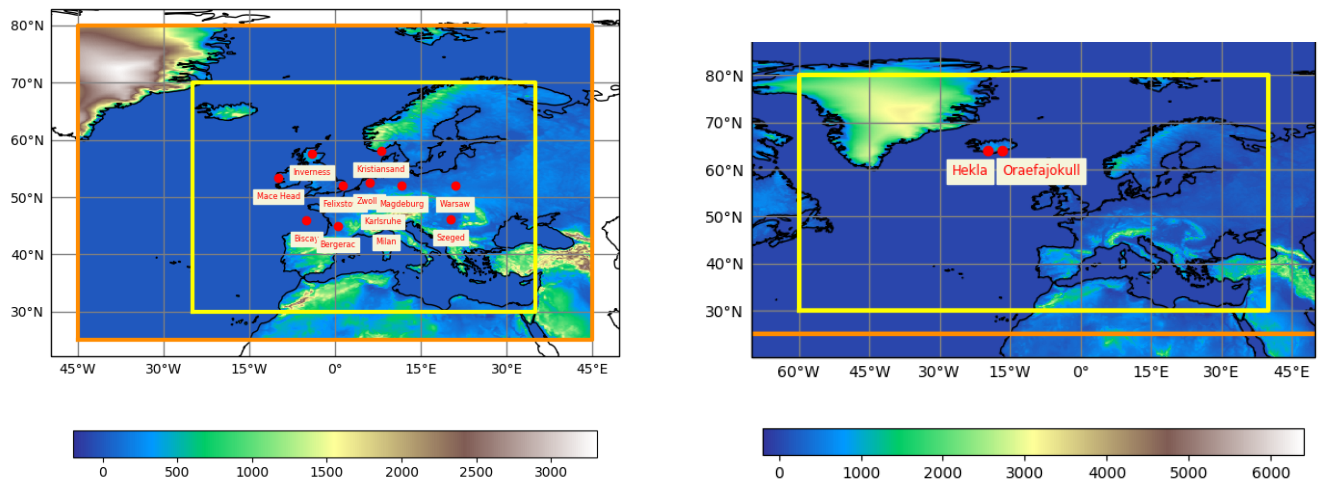 80°N
70°N
60°N
50°N
40°N
30°N
45°W 30°W 15°W 0° 15°E 30°E 45°E
Inverness
Kristiansand
Mace Head
Felixsto
Zwoll
Magdeburg
Warsaw
Karlsruhe
Biscay
Bergerac
Milan
Szeged
0 500 1000 1500 2000 2500 3000
80°N
70°N
60°N
50°N
40°N
30°N
60°W 45°W 30°W 15°W 0° 15°E 30°E 45°E
Hekla Oraefajokull
0 1000 2000 3000 4000 5000 6000